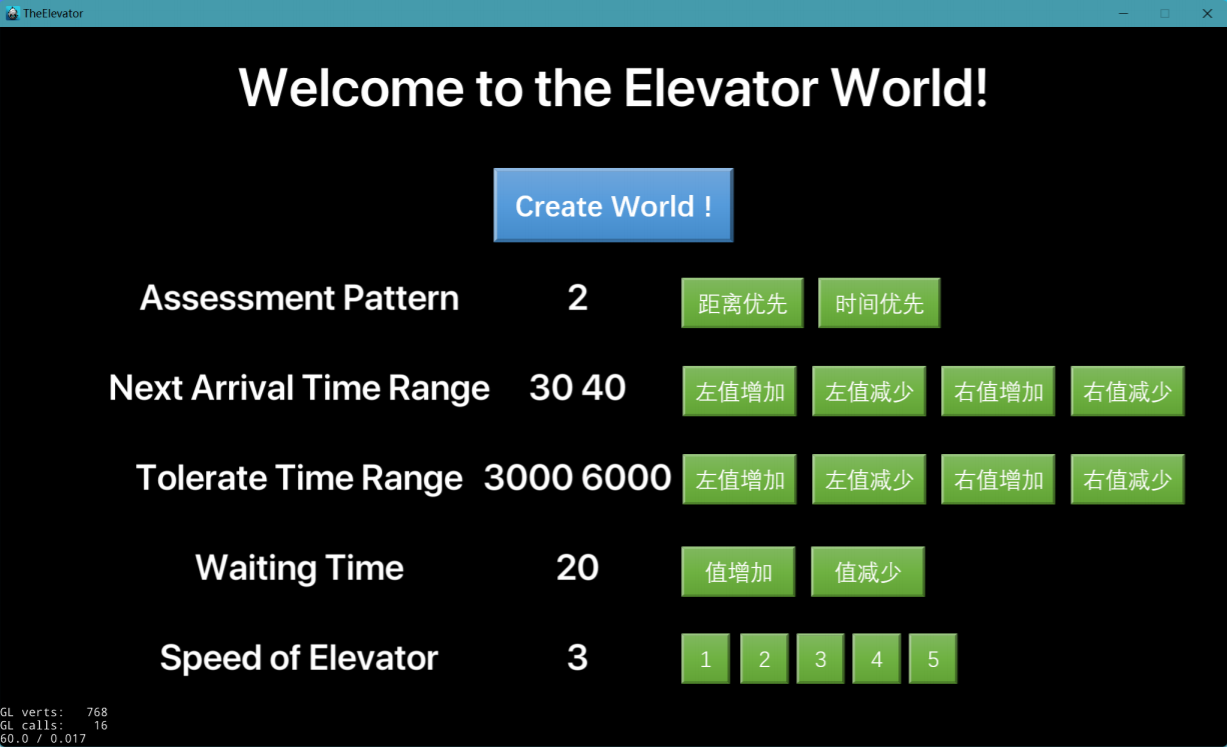 TheElevator
Welcome to the Elevator World!
Create World !
Assessment Pattern 2 距离优先 时间优先
Next Arrival Time Range 30 40 左值增加 左值减少 右值增加 右值减少
Tolerate Time Range 3000 6000 左值增加 左值减少 右值增加 右值减少
Waiting Time 20 值增加 值减少
Speed of Elevator 3 1 2 3 4 5
GL verts: 768
GL calls: 16
60.0 / 0.017